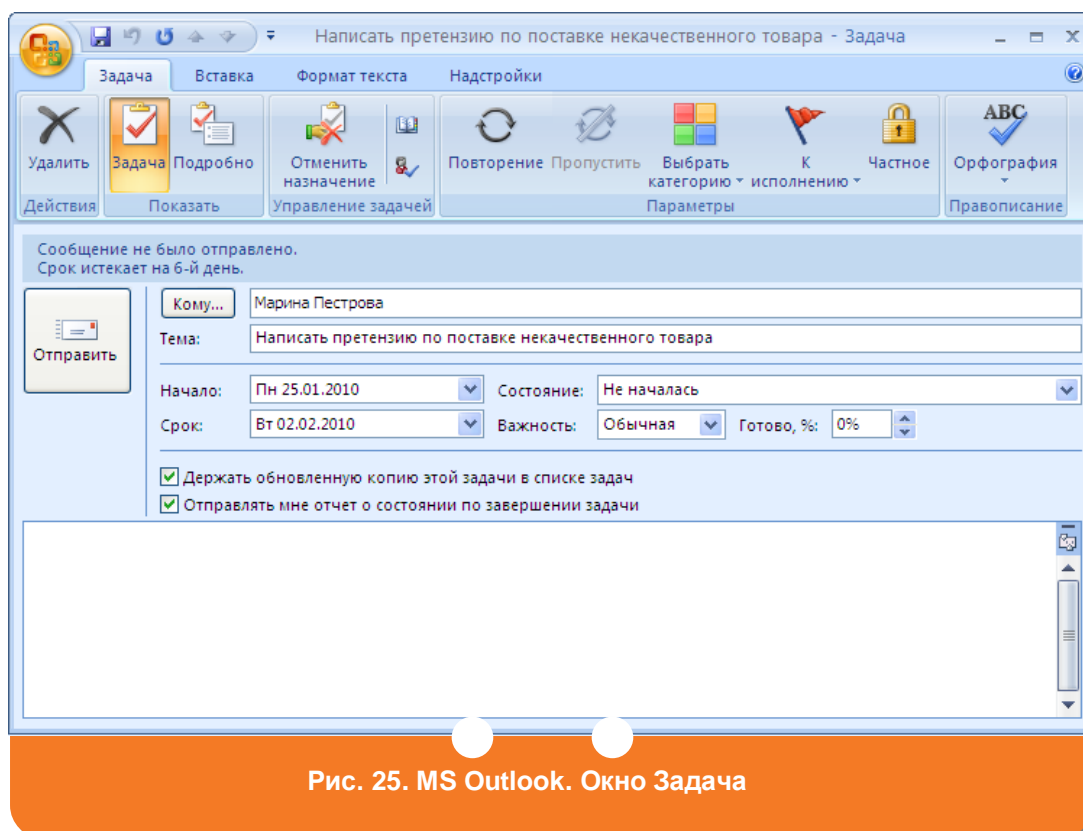 Написать претензию по поставке некачественного товара - Задача
Задача Вставка Формат текста Надстройки
Удалить Задача Подробно Отменить назначение Повторение Пропустить Выбрать категорию К исполнению Частное ABC Орфография
Действия Показать Управление задачей Параметры Правописание
Сообщение не было отправлено.
Срок истекает на 6-й день.
Отправить
Кому... Марина Пестрова
Тема: Написать претензию по поставке некачественного товара
Начало: Пн 25.01.2010 Состояние: Не началась
Срок: Вт 02.02.2010 Важность: Обычная Готово, %: 0%
Держать обновленную копию этой задачи в списке задач
Отправлять мне отчет о состоянии по завершении задачи
Рис. 25. MS Outlook. Окно Задача